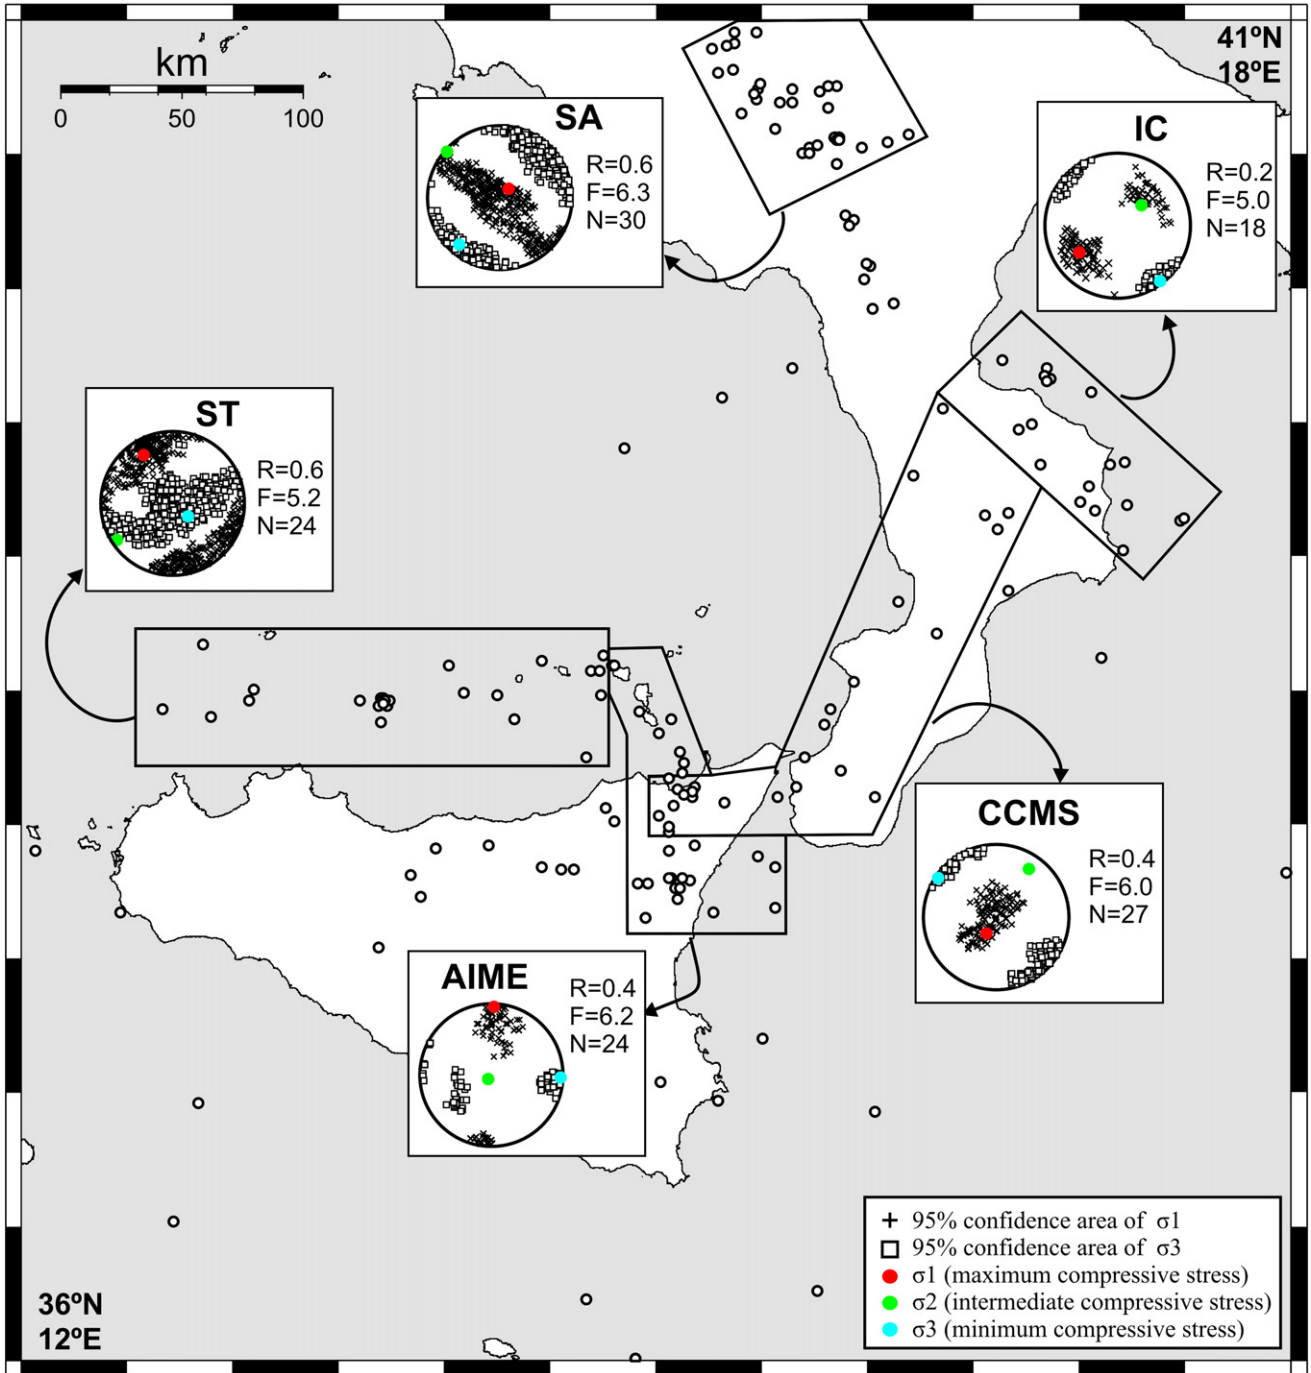 41ºN
18ºE
km
0 50 100
SA
R=0.6
F=6.3
N=30
IC
R=0.2
F=5.0
N=18
ST
R=0.6
F=5.2
N=24
CCMS
R=0.4
F=6.0
N=27
AIME
R=0.4
F=6.2
N=24
+ 95% confidence area of σ1
95% confidence area of σ3
σ1 (maximum compressive stress)
σ2 (intermediate compressive stress)
σ3 (minimum compressive stress)
36ºN
12ºE